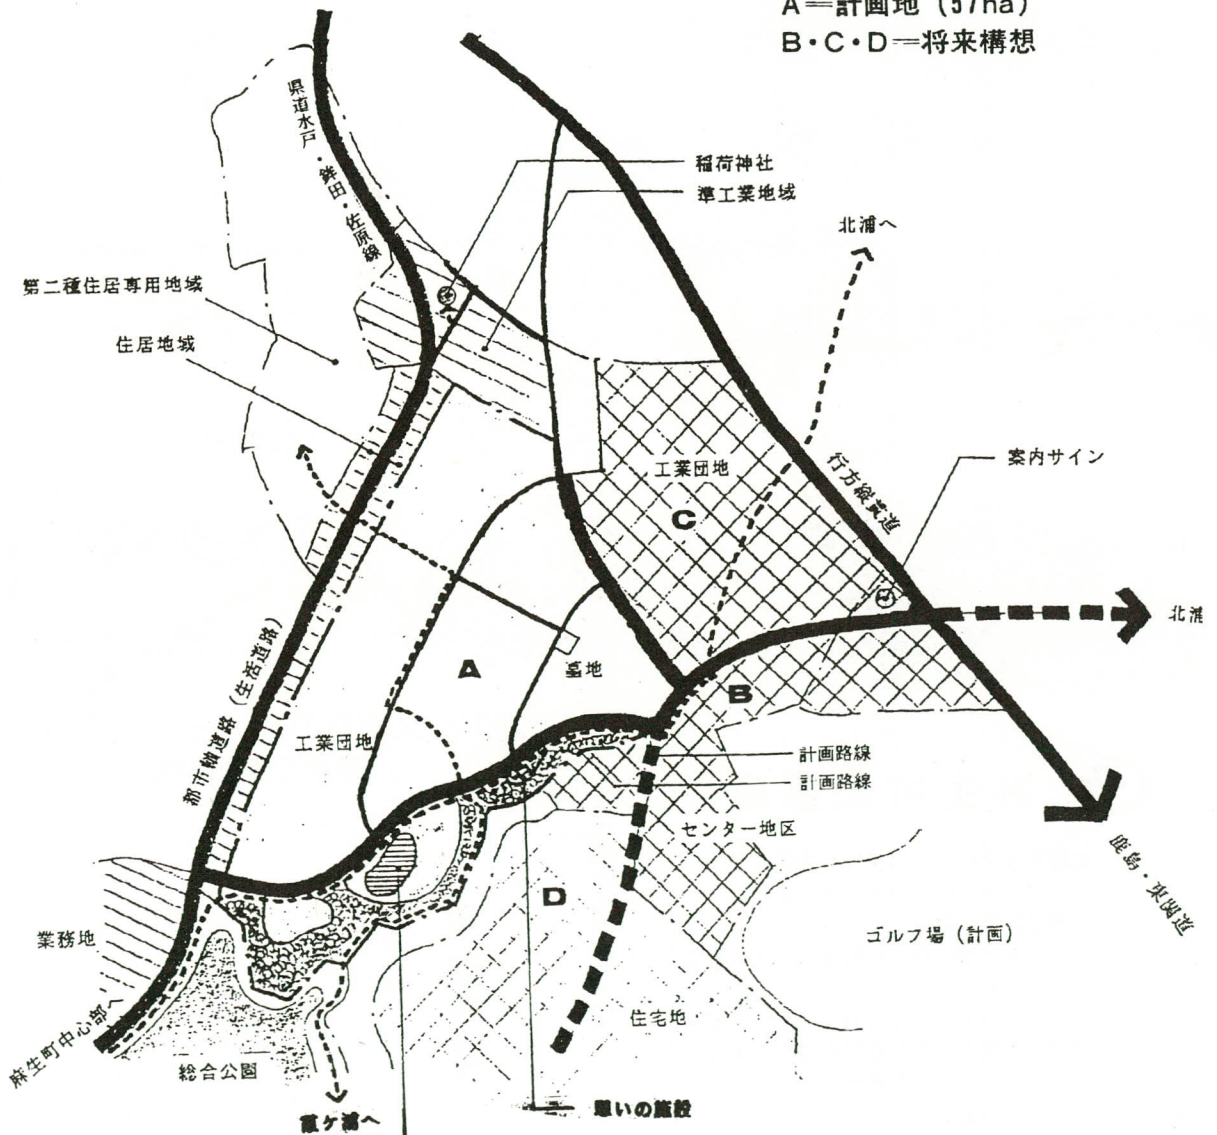 A＝計画地（57ha）
B・C・D＝将来構想
県道水戸・鉾田・佐原線
稲荷神社
準工業地域
北浦へ
第二種住居専用地域
住居地域
工業団地
C
行方縦貫道
案内サイン
北浦
A
墓地
B
都市軸道路（生活道路）
工業団地
計画路線
計画路線
センター地区
D
鹿島・東関道
業務地
ゴルフ場（計画）
麻生町中心部へ
住宅地
総合公園
霞ケ浦へ
憩いの施設